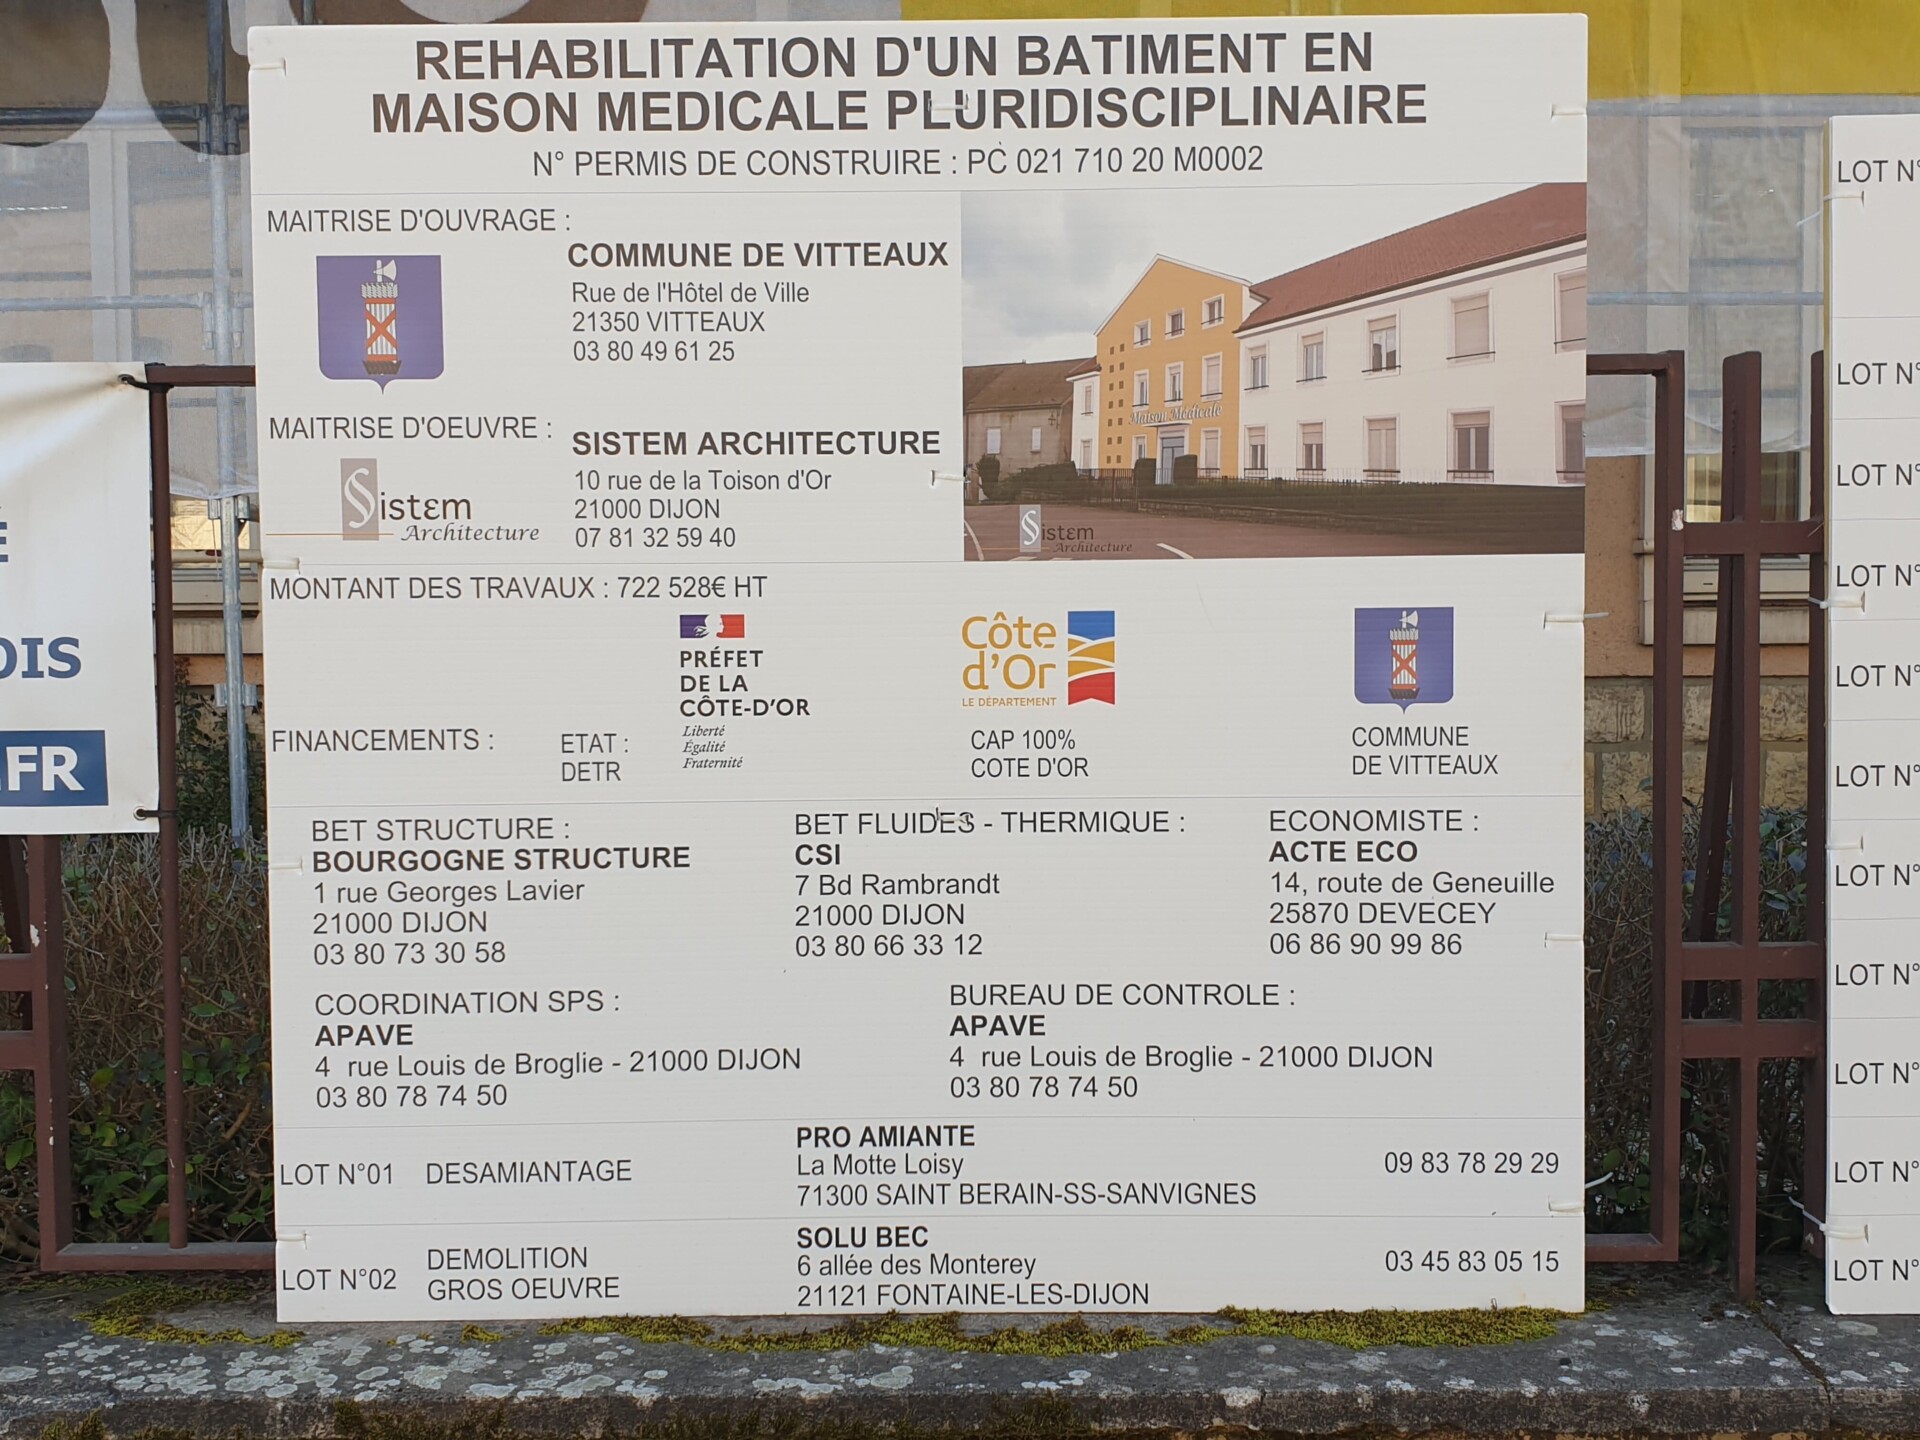 REHABILITATION D'UN BATIMENT EN
MAISON MEDICALE PLURIDISCIPLINAIRE
N° PERMIS DE CONSTRUIRE : PC 021 710 20 M0002
MAITRISE D'OUVRAGE :
COMMUNE DE VITTEAUX
Rue de l'Hôtel de Ville
21350 VITTEAUX
03 80 49 61 25
MAITRISE D'OEUVRE :
Sistɛm
Architecture
SISTEM ARCHITECTURE
10 rue de la Toison d'Or
21000 DIJON
07 81 32 59 40
Maison Médicale
Sistɛm
Architecture
MONTANT DES TRAVAUX : 722 528€ HT
FINANCEMENTS :
ETAT :
DETR
PRÉFET
DE LA
CÔTE-D'OR
Liberté
Égalité
Fraternité
Côte
d'Or
LE DÉPARTEMENT
CAP 100%
COTE D'OR
COMMUNE
DE VITTEAUX
BET STRUCTURE :
BOURGOGNE STRUCTURE
1 rue Georges Lavier
21000 DIJON
03 80 73 30 58
BET FLUIDES - THERMIQUE :
CSI
7 Bd Rambrandt
21000 DIJON
03 80 66 33 12
ECONOMISTE :
ACTE ECO
14, route de Geneuille
25870 DEVECEY
06 86 90 99 86
COORDINATION SPS :
APAVE
4 rue Louis de Broglie - 21000 DIJON
03 80 78 74 50
BUREAU DE CONTROLE :
APAVE
4 rue Louis de Broglie - 21000 DIJON
03 80 78 74 50
LOT N°01 DESAMIANTAGE
PRO AMIANTE
La Motte Loisy
71300 SAINT BERAIN-SS-SANVIGNES
09 83 78 29 29
LOT N°02
DEMOLITION
GROS OEUVRE
SOLU BEC
6 allée des Monterey
21121 FONTAINE-LES-DIJON
03 45 83 05 15
OIS
.FR
LOT N°
LOT N°
LOT N°
LOT N°
LOT N°
LOT N°
LOT N°
LOT N°
LOT N°
LOT N°
LOT N°